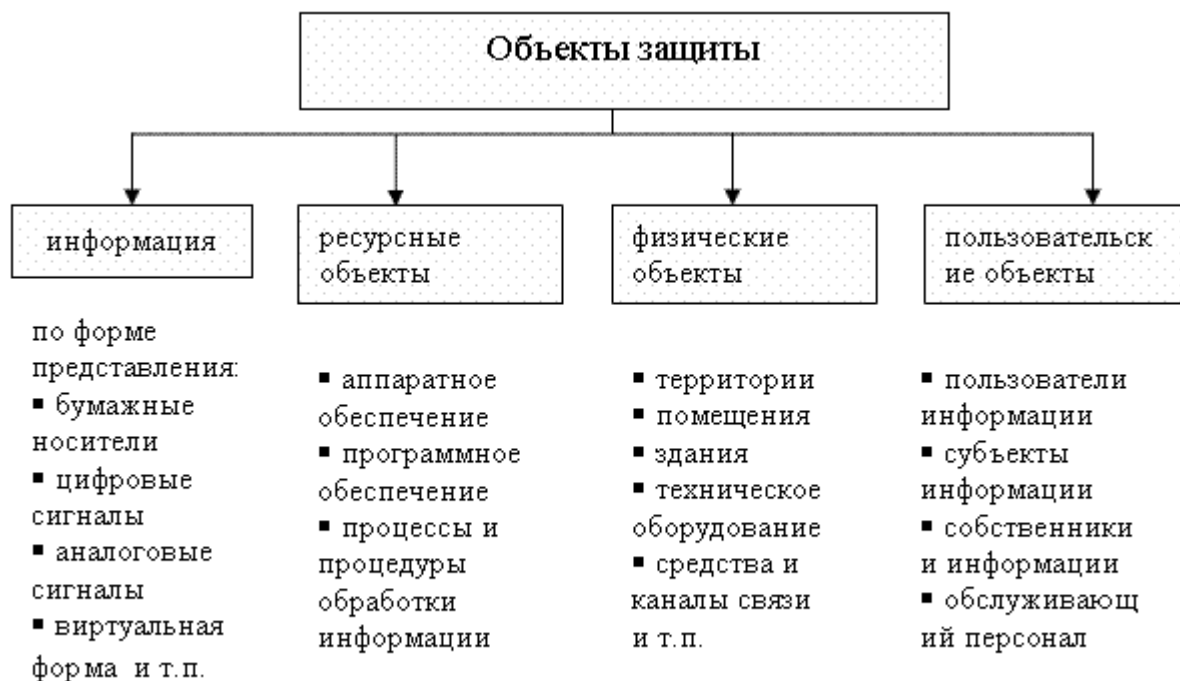 Объекты защиты
информация
по форме
представления:
▪ бумажные
носители
▪ цифровые
сигналы
▪ аналоговые
сигналы
▪ виртуальная
форма и т.п.
ресурсные
объекты
▪ аппаратное
обеспечение
▪ программное
обеспечение
▪ процессы и
процедуры
обработки
информации
физические
объекты
▪ территории
▪ помещения
▪ здания
▪ техническое
оборудование
▪ средства и
каналы связи
и т.п.
пользовательск
ие объекты
▪ пользователи
информации
▪ субъекты
информации
▪ собственники
и информации
▪ обслуживающ
ий персонал